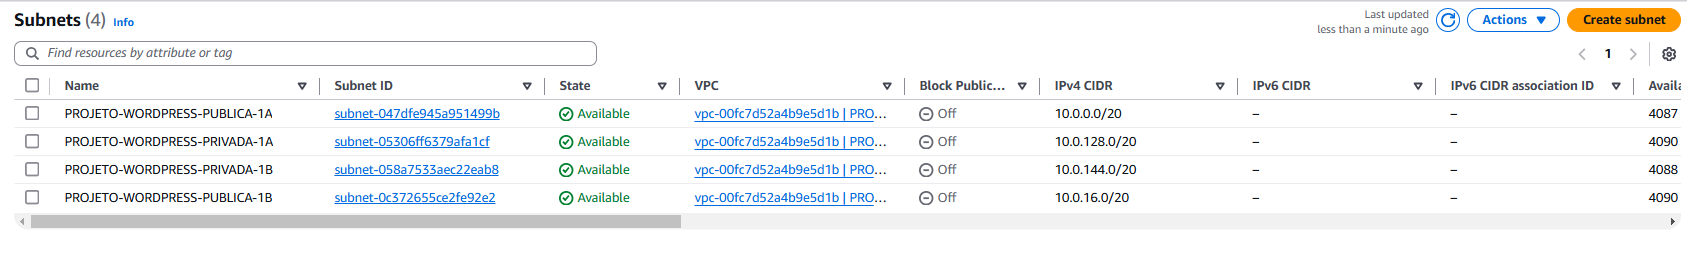 Subnets (4) Info
Last updated
less than a minute ago
Actions
Create subnet
Find resources by attribute or tag
1
Name Subnet ID State VPC Block Public... IPv4 CIDR IPv6 CIDR IPv6 CIDR association ID Availa
PROJETO-WORDPRESS-PUBLICA-1A subnet-047dfe945a951499b Available vpc-00fc7d52a4b9e5d1b | PRO... Off 10.0.0.0/20 – – 4087
PROJETO-WORDPRESS-PRIVADA-1A subnet-05306ff6379afa1cf Available vpc-00fc7d52a4b9e5d1b | PRO... Off 10.0.128.0/20 – – 4090
PROJETO-WORDPRESS-PRIVADA-1B subnet-058a7533aec22eab8 Available vpc-00fc7d52a4b9e5d1b | PRO... Off 10.0.144.0/20 – – 4088
PROJETO-WORDPRESS-PUBLICA-1B subnet-0c372655ce2fe92e2 Available vpc-00fc7d52a4b9e5d1b | PRO... Off 10.0.16.0/20 – – 4090